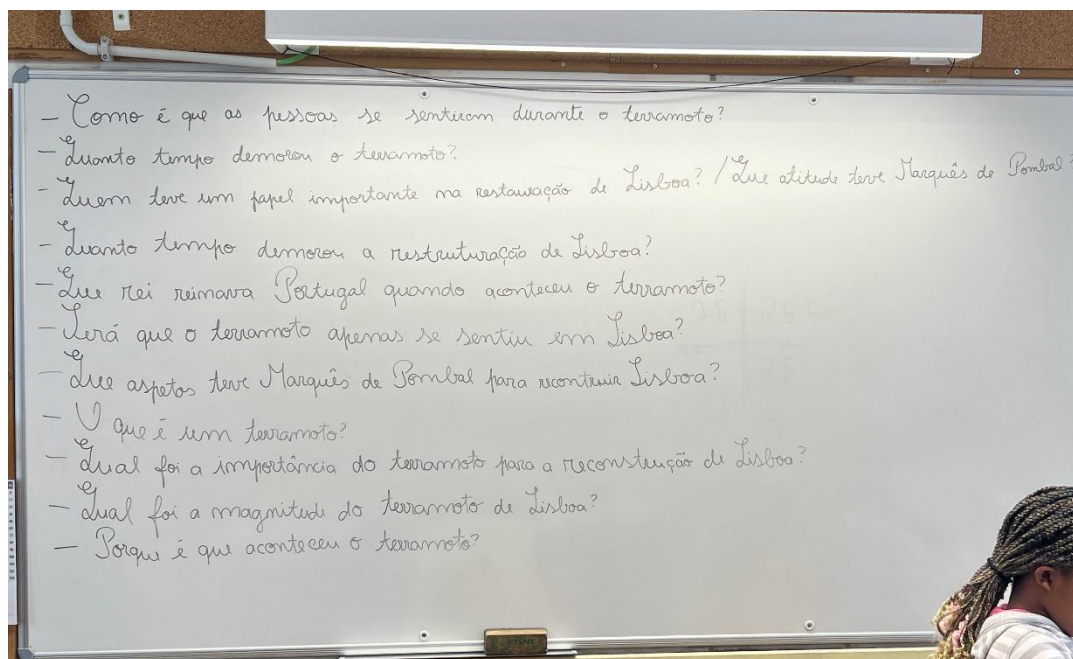 - Como é que as pessoas se sentiram durante o terramoto?
- Quanto tempo demorou o terramoto?
- Quem teve um papel importante na restauração de Lisboa? / Que atitude teve Marquês de Pombal?
- Quanto tempo demorou a restruturação de Lisboa?
- Que rei reinava Portugal quando aconteceu o terramoto?
- Será que o terramoto apenas se sentiu em Lisboa?
- Que aspetos teve Marquês de Pombal para recontruir Lisboa?
- O que é um terramoto?
- Qual foi a importância do terramoto para a reconstrução de Lisboa?
- Qual foi a magnitude do terramoto de Lisboa?
- Porque é que aconteceu o terramoto?